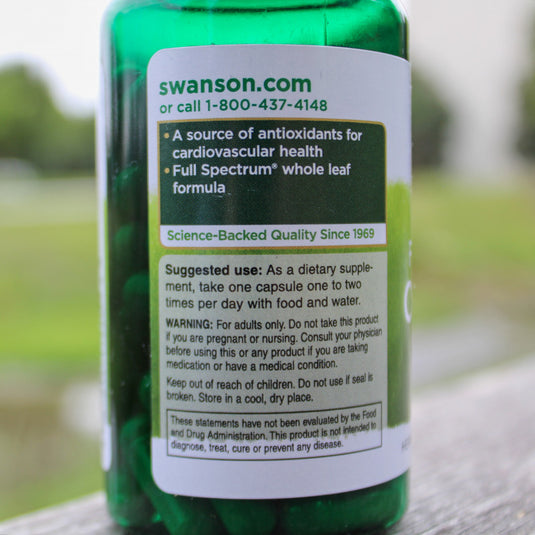 swanson.com
or call 1-800-437-4148
• A source of antioxidants for
cardiovascular health
• Full Spectrum® whole leaf
formula
Science-Backed Quality Since 1969
Suggested use: As a dietary supple-
ment, take one capsule one to two
times per day with food and water.
WARNING: For adults only. Do not take this product
if you are pregnant or nursing. Consult your physician
before using this or any product if you are taking
medication or have a medical condition.
Keep out of reach of children. Do not use if seal is
broken. Store in a cool, dry place.
These statements have not been evaluated by the Food
and Drug Administration. This product is not intended to
diagnose, treat, cure or prevent any disease.